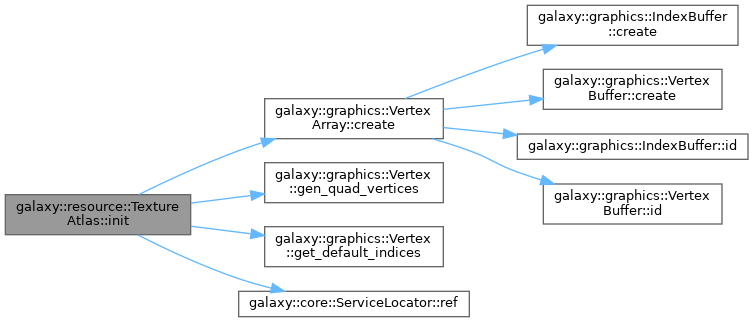 galaxy::resource::Texture
Atlas::init
galaxy::graphics::Vertex
Array::create
galaxy::graphics::IndexBuffer
::create
galaxy::graphics::Vertex
Buffer::create
galaxy::graphics::IndexBuffer::id
galaxy::graphics::Vertex
Buffer::id
galaxy::graphics::Vertex
::gen_quad_vertices
galaxy::graphics::Vertex
::get_default_indices
galaxy::core::ServiceLocator::ref